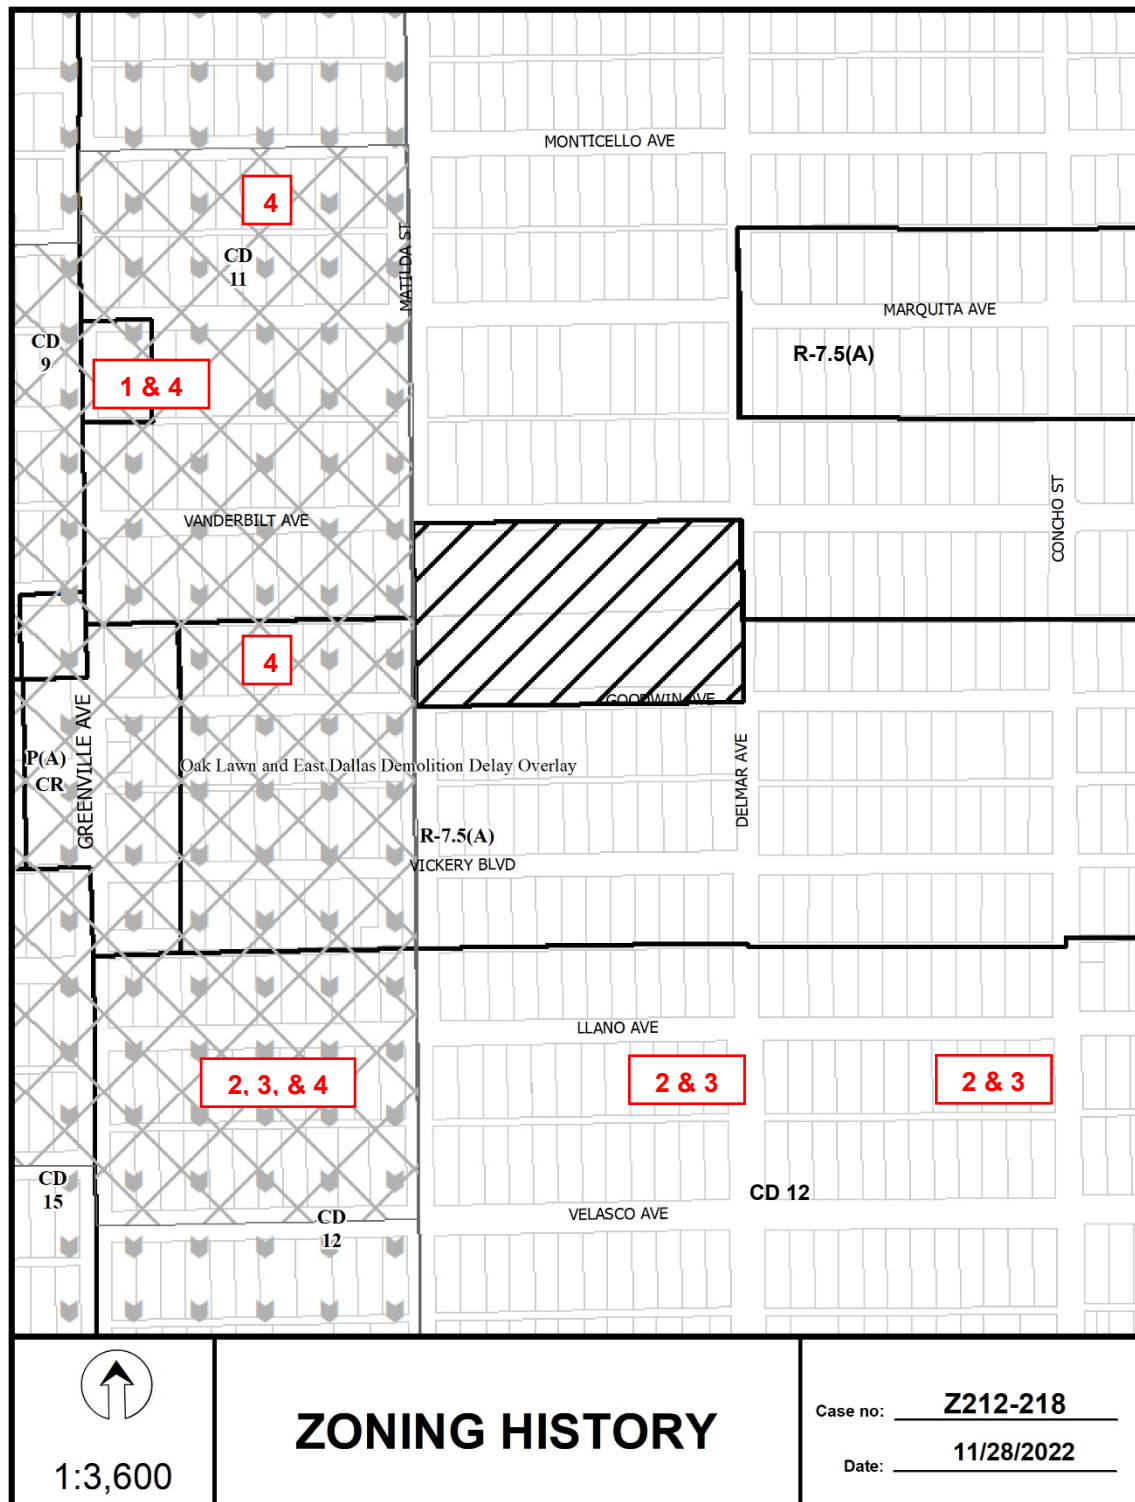 MONTICELLO AVE
4
MATILDA ST
CD
11
MARQUITA AVE
CD
9
R-7.5(A)
1 & 4
CONCHO ST
VANDERBILT AVE
4
GOODWIN AVE
GREENVILLE AVE
P(A)
CR
Oak Lawn and East Dallas Demolition Delay Overlay
DELMAR AVE
R-7.5(A)
VICKERY BLVD
LLANO AVE
2, 3, & 4
2 & 3
2 & 3
CD
15
CD 12
VELASCO AVE
CD
12
1:3,600
ZONING HISTORY
Case no: Z212-218
Date: 11/28/2022